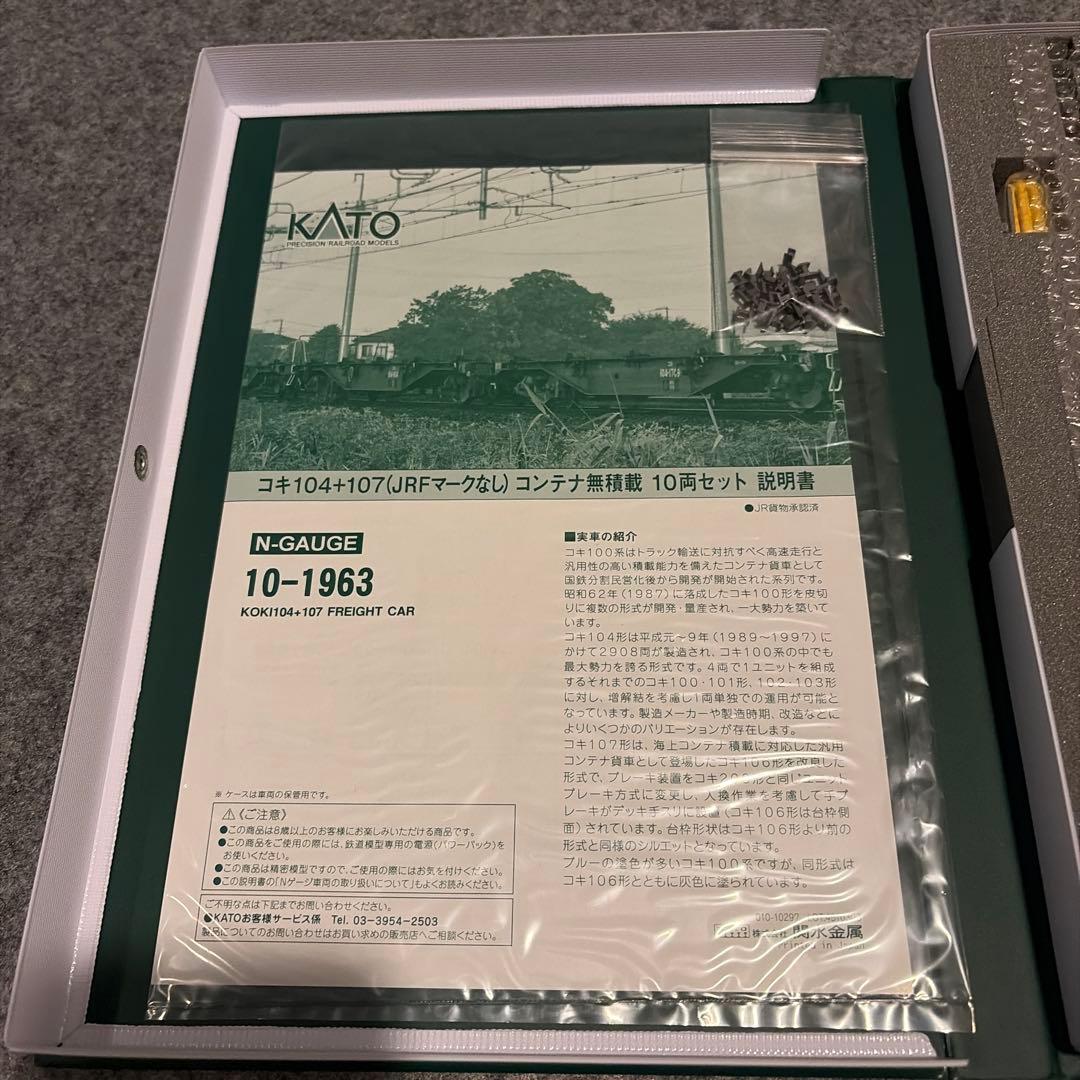 KATO
PRECISION RAILROAD MODELS
コキ104+107(JRFマークなし) コンテナ無積載 10両セット 説明書
●JR貨物承認済
N-GAUGE
10-1963
KOKI104+107 FREIGHT CAR
※ ケースは車両の保管用です。
⚠〈ご注意〉
●この商品は8歳以上のお客様にお楽しみいただける商品です。
●この商品をご使用の際には、鉄道模型専用の電源(パワーパック)を
お使いください。
●この商品は精密模型ですので、ご使用の際にはお気を付けください。
●この説明書の「Nゲージ車両の取り扱いについて」もよくお読みください。
ご不明な点は下記までお問い合わせください。
●KATOお客様サービス係 Tel. 03-3954-2503
製品についてのお問い合わせはお買い求めの販売店へご相談ください。
■実車の紹介
コキ100系はトラック輸送に対抗すべく高速走行と
汎用性の高い積載能力を備えたコンテナ貨車として
国鉄分割民営化後から開発が開始された系列です。
昭和62年(1987)に落成したコキ100形を皮切
りに複数の形式が開発・量産され、一大勢力を築いて
います。
コキ104形は平成元～9年(1989～1997)に
かけて2908両が製造され、コキ100系の中でも
最大勢力を誇る形式です。4両で1ユニットを組成
するそれまでのコキ100・101形、102・103形
に対し、増解結を考慮し1両単独での運用が可能と
なっています。製造メーカーや製造時期、改造などに
よりいくつかのバリエーションが存在します。
コキ107形は、海上コンテナ積載に対応した汎用
コンテナ貨車として登場したコキ106形を改良した
形式で、ブレーキ装置をコキ200形と同じユニット
ブレーキ方式に変更し、入換作業を考慮して手ブ
レーキがデッキ手スリに設置(コキ106形は台枠側
面)されています。台枠形状はコキ106形より前の
形式と同様のシルエットとなっています。
ブルーの塗色が多いコキ100系ですが、同形式は
コキ106形とともに灰色に塗られています。
株式会社 関水金属
Printed in Japan